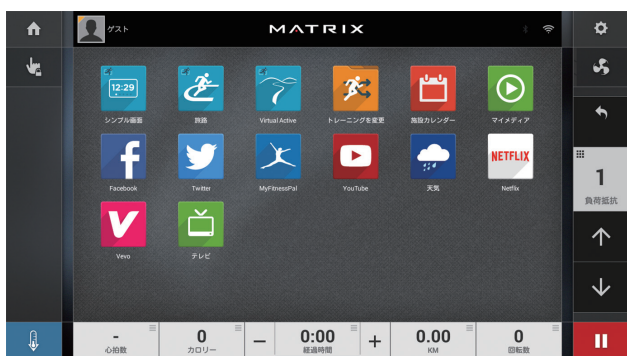 ゲスト
MATRIX
12:29
シンプル画面
旅路
Virtual Active
トレーニングを変更
施設カレンダー
マイメディア
Facebook
Twitter
MyFitnessPal
YouTube
天気
NETFLIX
Netflix
Vevo
テレビ
1
負荷抵抗
-
心拍数
0
カロリー
−
0:00
経過時間
+
0.00
KM
0
回転数